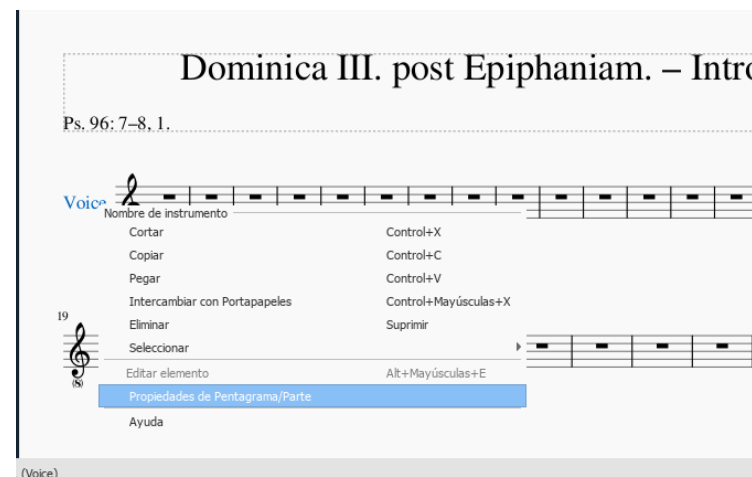 Dominica III. post Epiphaniam. – Intro
Ps. 96: 7–8, 1.
Voice
Nombre de instrumento
Cortar Control+X
Copiar Control+C
Pegar Control+V
Intercambiar con Portapapeles Control+Mayúsculas+X
Eliminar Suprimir
Seleccionar
19
Editar elemento Alt+Mayúsculas+E
(8)
Propiedades de Pentagrama/Parte
Ayuda
(Voice)